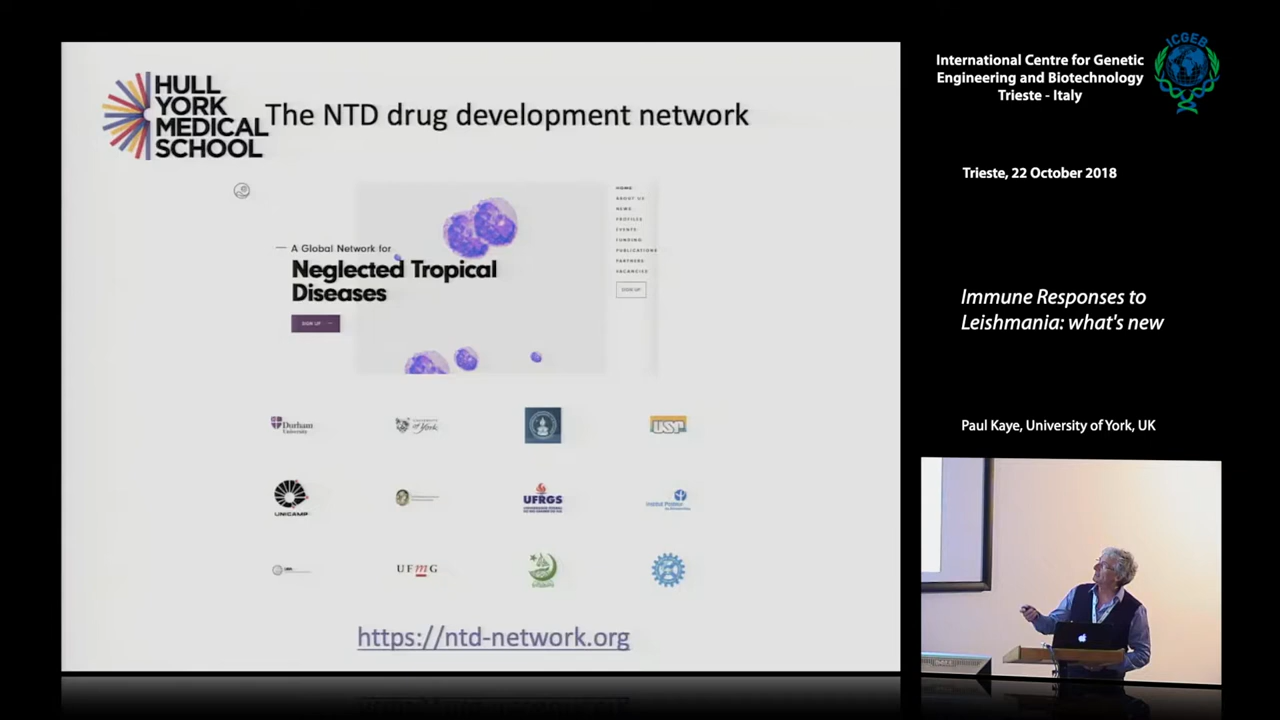 HULL
YORK
MEDICAL
SCHOOL
The NTD drug development network
A Global Network for
Neglected Tropical
Diseases
SIGN UP
HOME
ABOUT US
NEWS
PROFILES
EVENTS
FUNDING
PUBLICATIONS
PARTNERS
VACANCIES
SIGN UP
Durham
University
of York
USP
UNICAMP
UFRGS
UFMG
https://ntd-network.org
International Centre for Genetic
Engineering and Biotechnology
Trieste - Italy
ICGEB
Trieste, 22 October 2018
Immune Responses to
Leishmania: what's new
Paul Kaye, University of York, UK